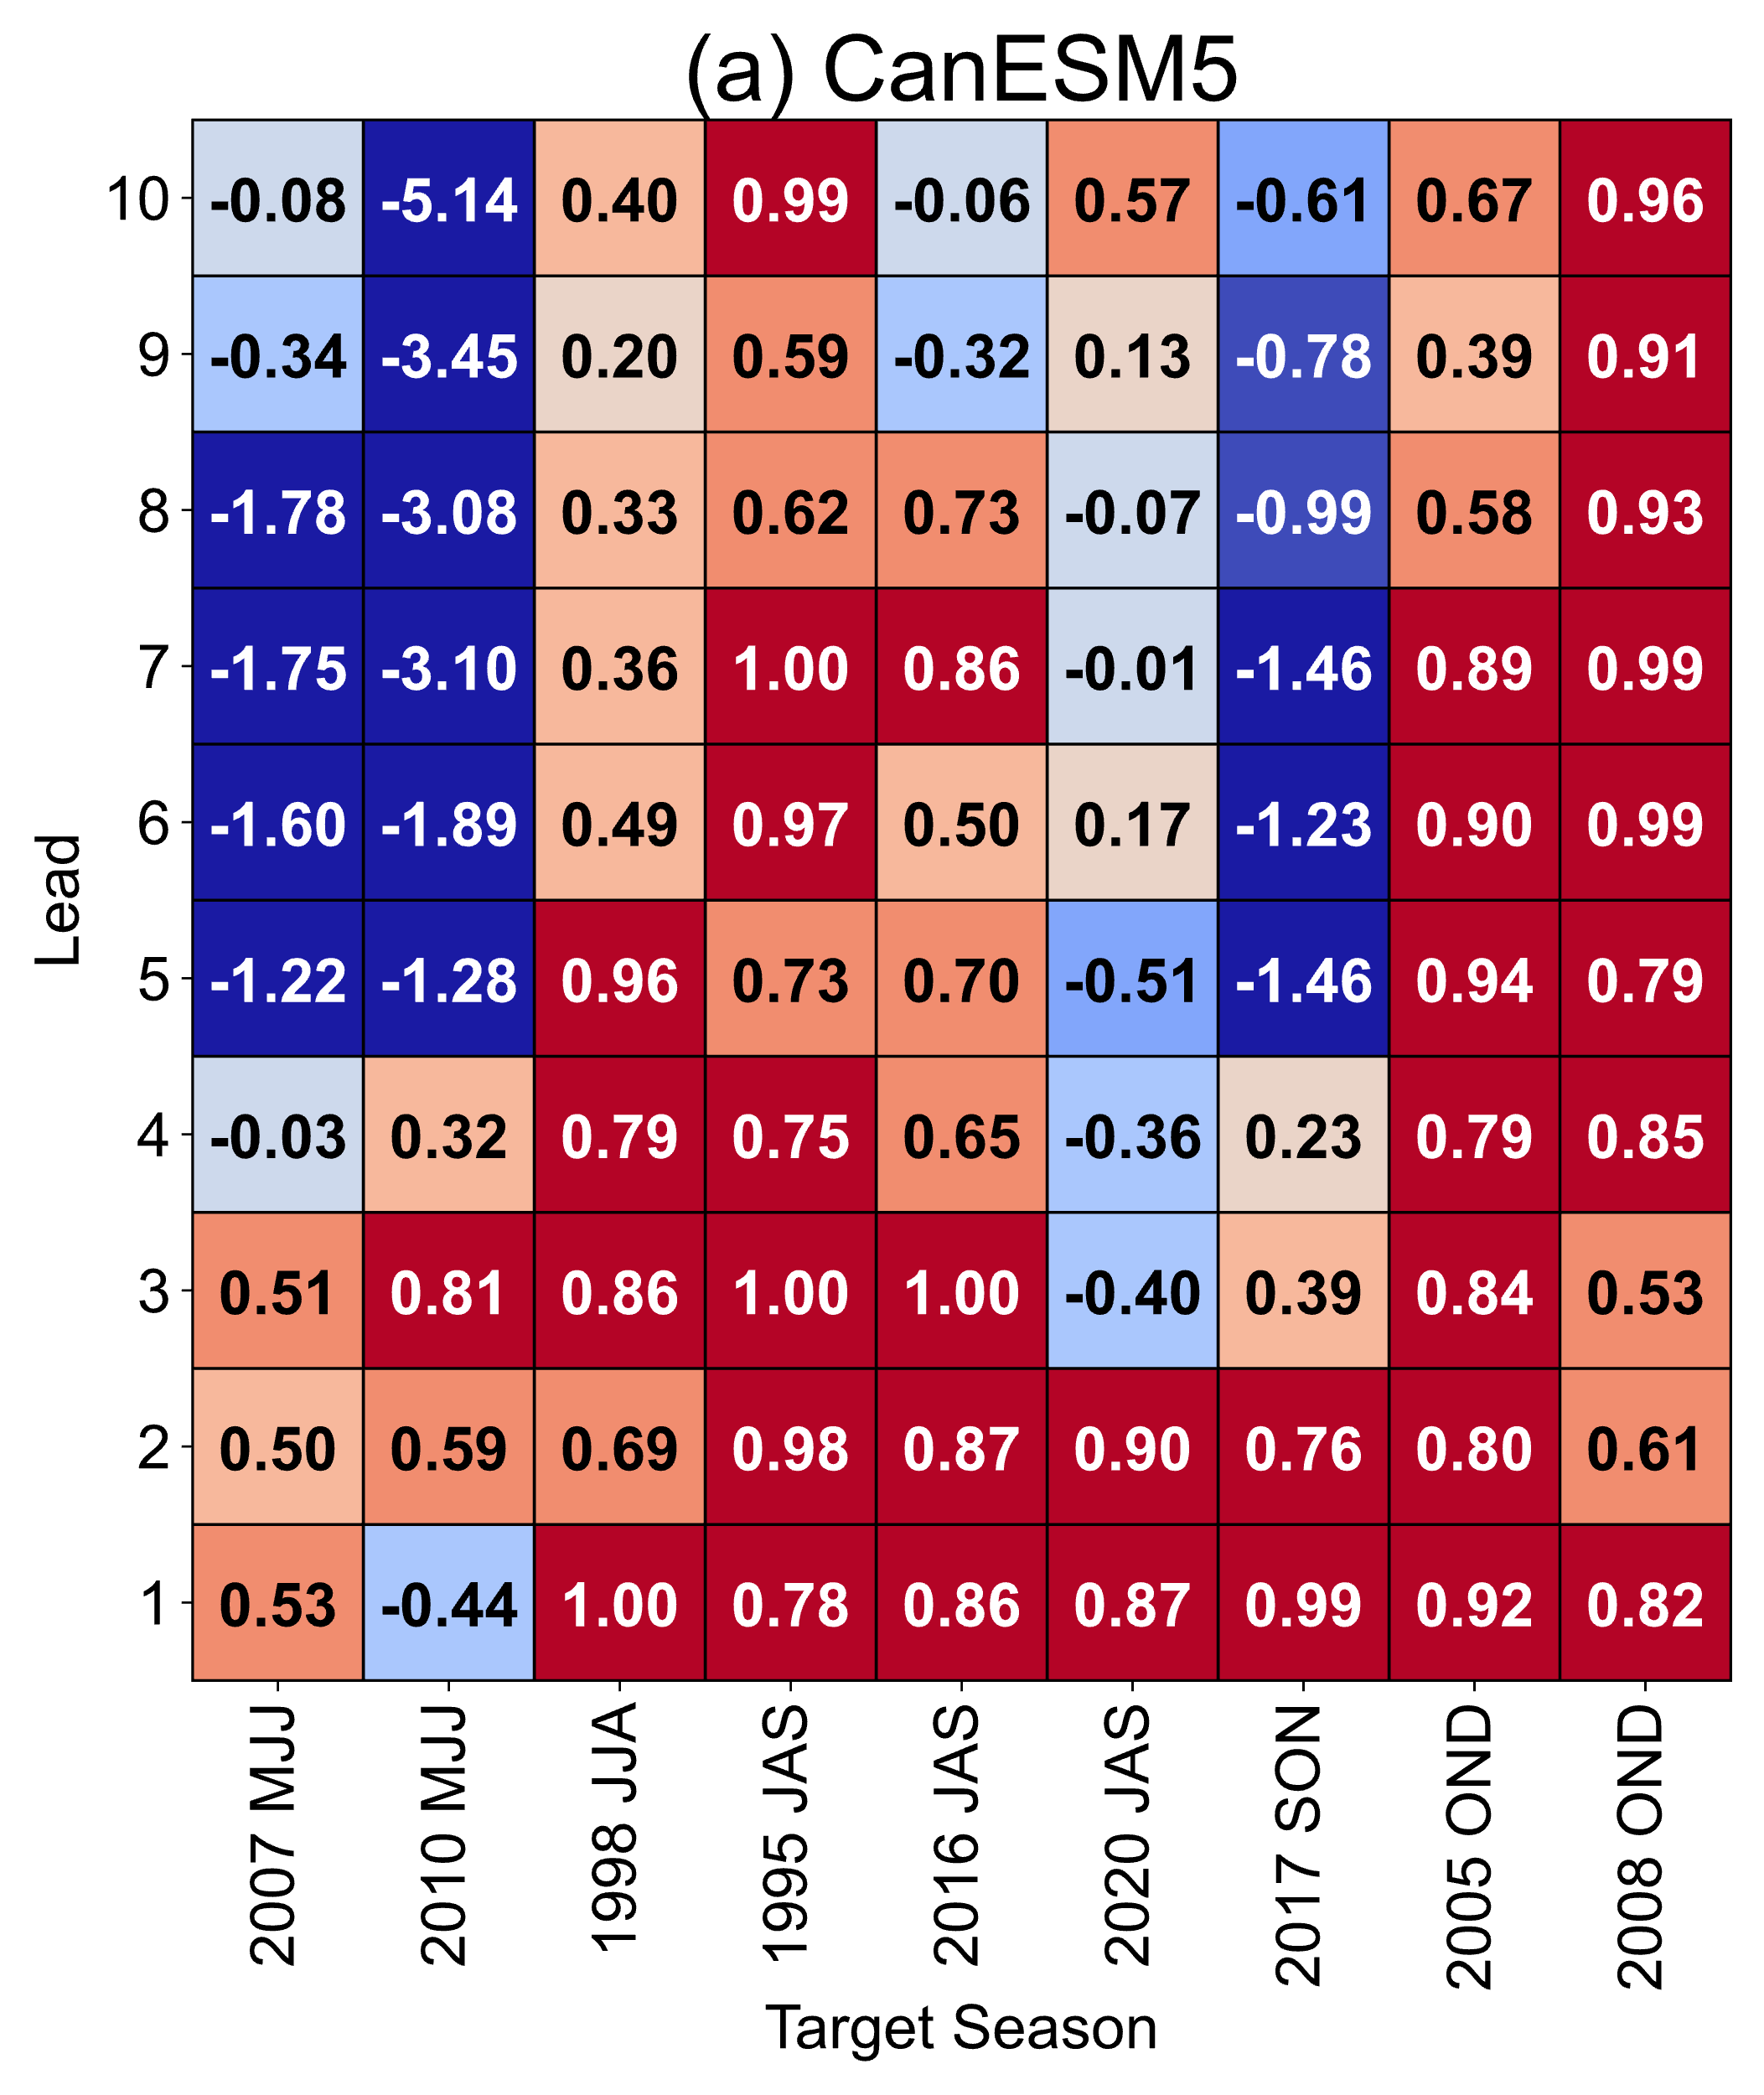 (a) CanESM5
10 -0.08 -5.14 0.40 0.99 -0.06 0.57 -0.61 0.67 0.96
9 -0.34 -3.45 0.20 0.59 -0.32 0.13 -0.78 0.39 0.91
8 -1.78 -3.08 0.33 0.62 0.73 -0.07 -0.99 0.58 0.93
7 -1.75 -3.10 0.36 1.00 0.86 -0.01 -1.46 0.89 0.99
6 -1.60 -1.89 0.49 0.97 0.50 0.17 -1.23 0.90 0.99
5 -1.22 -1.28 0.96 0.73 0.70 -0.51 -1.46 0.94 0.79
4 -0.03 0.32 0.79 0.75 0.65 -0.36 0.23 0.79 0.85
3 0.51 0.81 0.86 1.00 1.00 -0.40 0.39 0.84 0.53
2 0.50 0.59 0.69 0.98 0.87 0.90 0.76 0.80 0.61
1 0.53 -0.44 1.00 0.78 0.86 0.87 0.99 0.92 0.82
Lead
2007 MJJ
2010 MJJ
1998 JJA
1995 JAS
2016 JAS
2020 JAS
2017 SON
2005 OND
2008 OND
Target Season